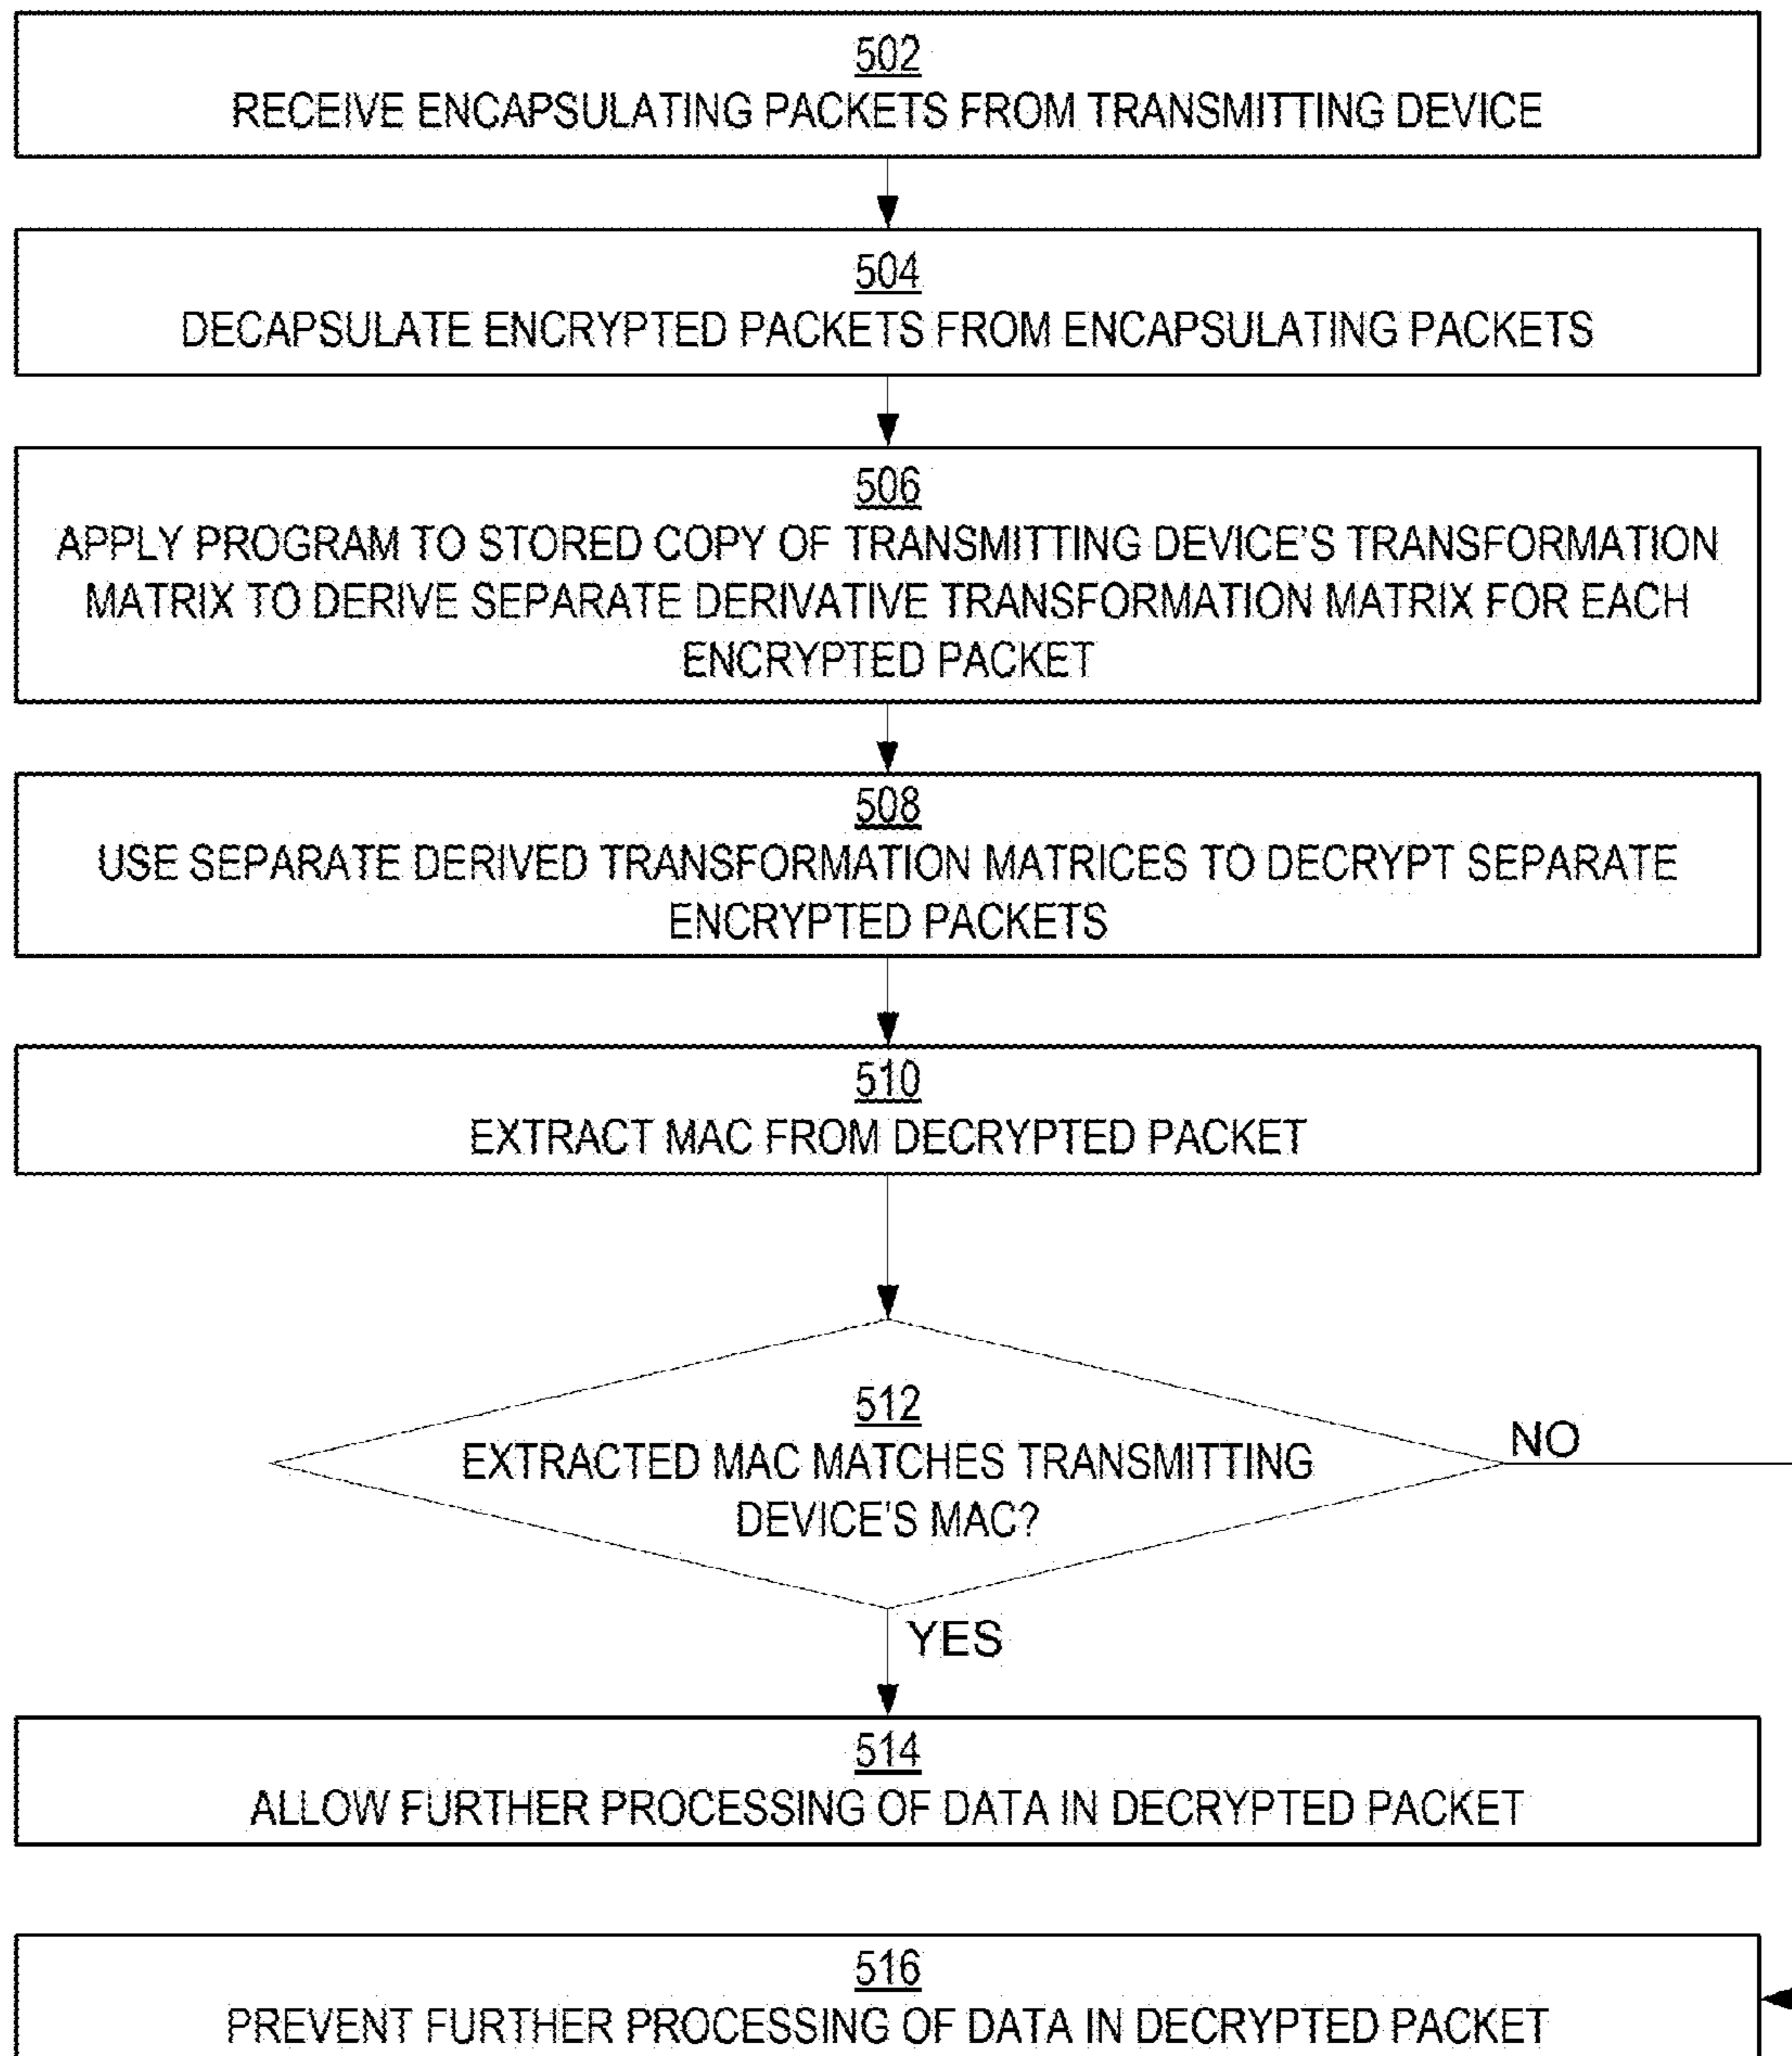 502
RECEIVE ENCAPSULATING PACKETS FROM TRANSMITTING DEVICE
504
DECAPSULATE ENCRYPTED PACKETS FROM ENCAPSULATING PACKETS
506
APPLY PROGRAM TO STORED COPY OF TRANSMITTING DEVICE'S TRANSFORMATION
MATRIX TO DERIVE SEPARATE DERIVATIVE TRANSFORMATION MATRIX FOR EACH
ENCRYPTED PACKET
508
USE SEPARATE DERIVED TRANSFORMATION MATRICES TO DECRYPT SEPARATE
ENCRYPTED PACKETS
510
EXTRACT MAC FROM DECRYPTED PACKET
512
EXTRACTED MAC MATCHES TRANSMITTING
DEVICE'S MAC?
NO
YES
514
ALLOW FURTHER PROCESSING OF DATA IN DECRYPTED PACKET
516
PREVENT FURTHER PROCESSING OF DATA IN DECRYPTED PACKET